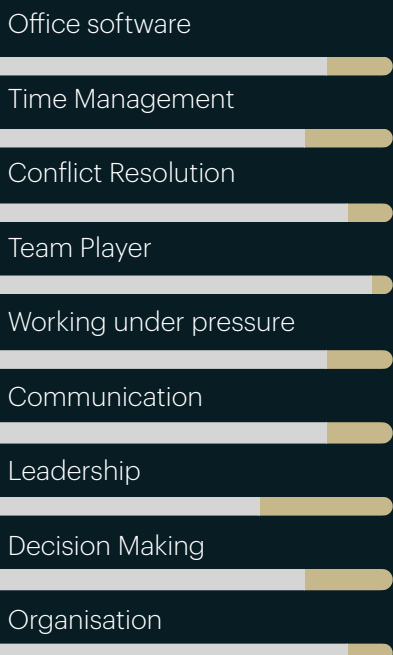 Office software
Time Management
Conflict Resolution
Team Player
Working under pressure
Communication
Leadership
Decision Making
Organisation